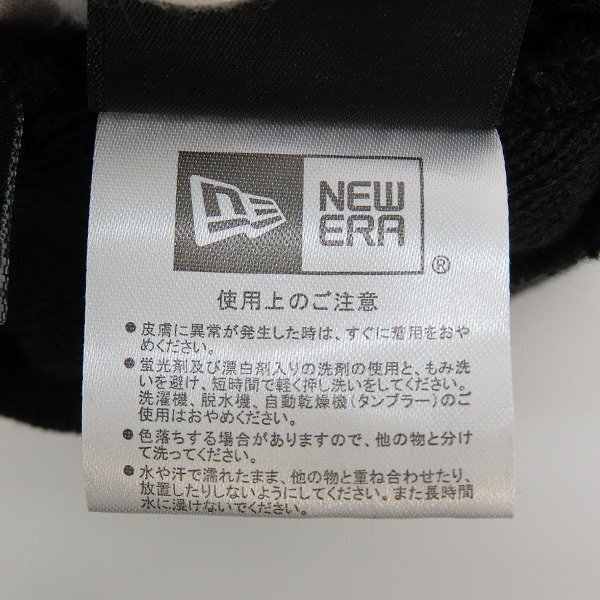 NEW
ERA
®
使用上のご注意
●皮膚に異常が発生した時は、すぐに着用をおや
めください。
●蛍光剤及び漂白剤入りの洗剤の使用と、もみ洗
いを避け、短時間で軽く押し洗いをしてください。
洗濯機、脱水機、自動乾燥機(タンブラー)のご
使用はおやめください。
●色落ちする場合がありますので、他の物と分け
て洗ってください。
●水や汗で濡れたまま、他の物と重ね合わせたり、
放置したりしないようにしてください。また長時間
水に浸けないでください。